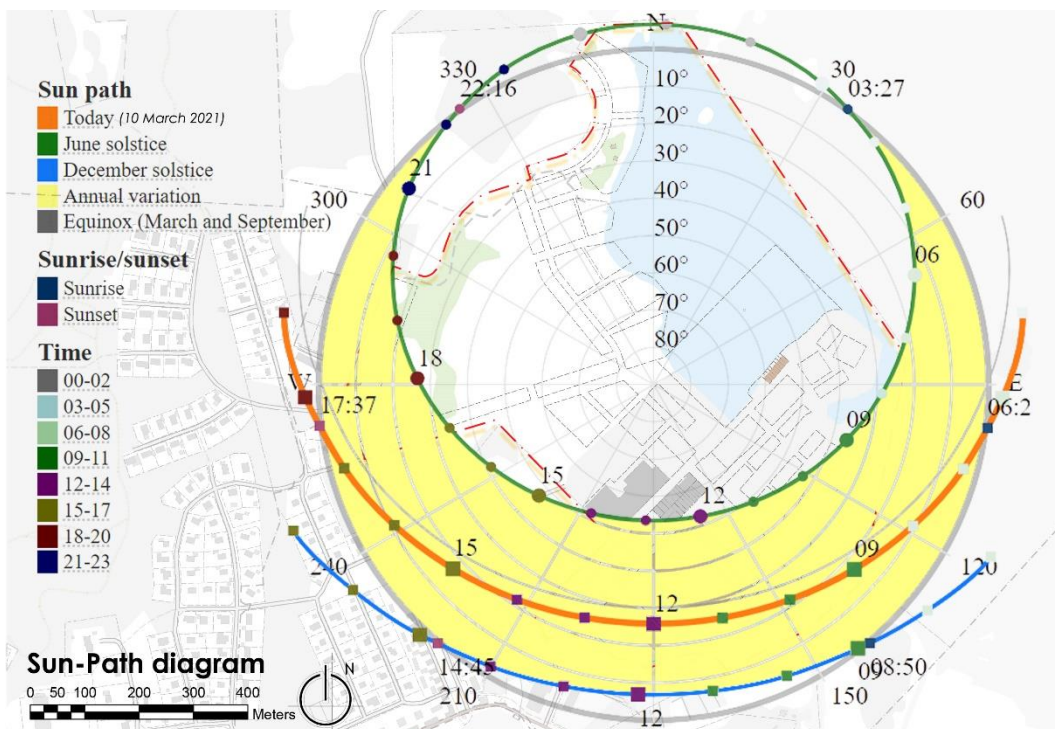 N
330
22:16
30
03:27
10°
20°
30°
40°
50°
60°
70°
80°
Sun path
Today (10 March 2021)
June solstice
December solstice
Annual variation
Equinox (March and September)
Sunrise/sunset
Sunrise
Sunset
Time
00-02
03-05
06-08
09-11
12-14
15-17
18-20
21-23
21
300
60
06
18
W
17:37
E
06:2
09
15
12
15
09
240
120
12
14:45
210
09
08:50
150
12
Sun-Path diagram
N
0 50 100 200 300 400
Meters